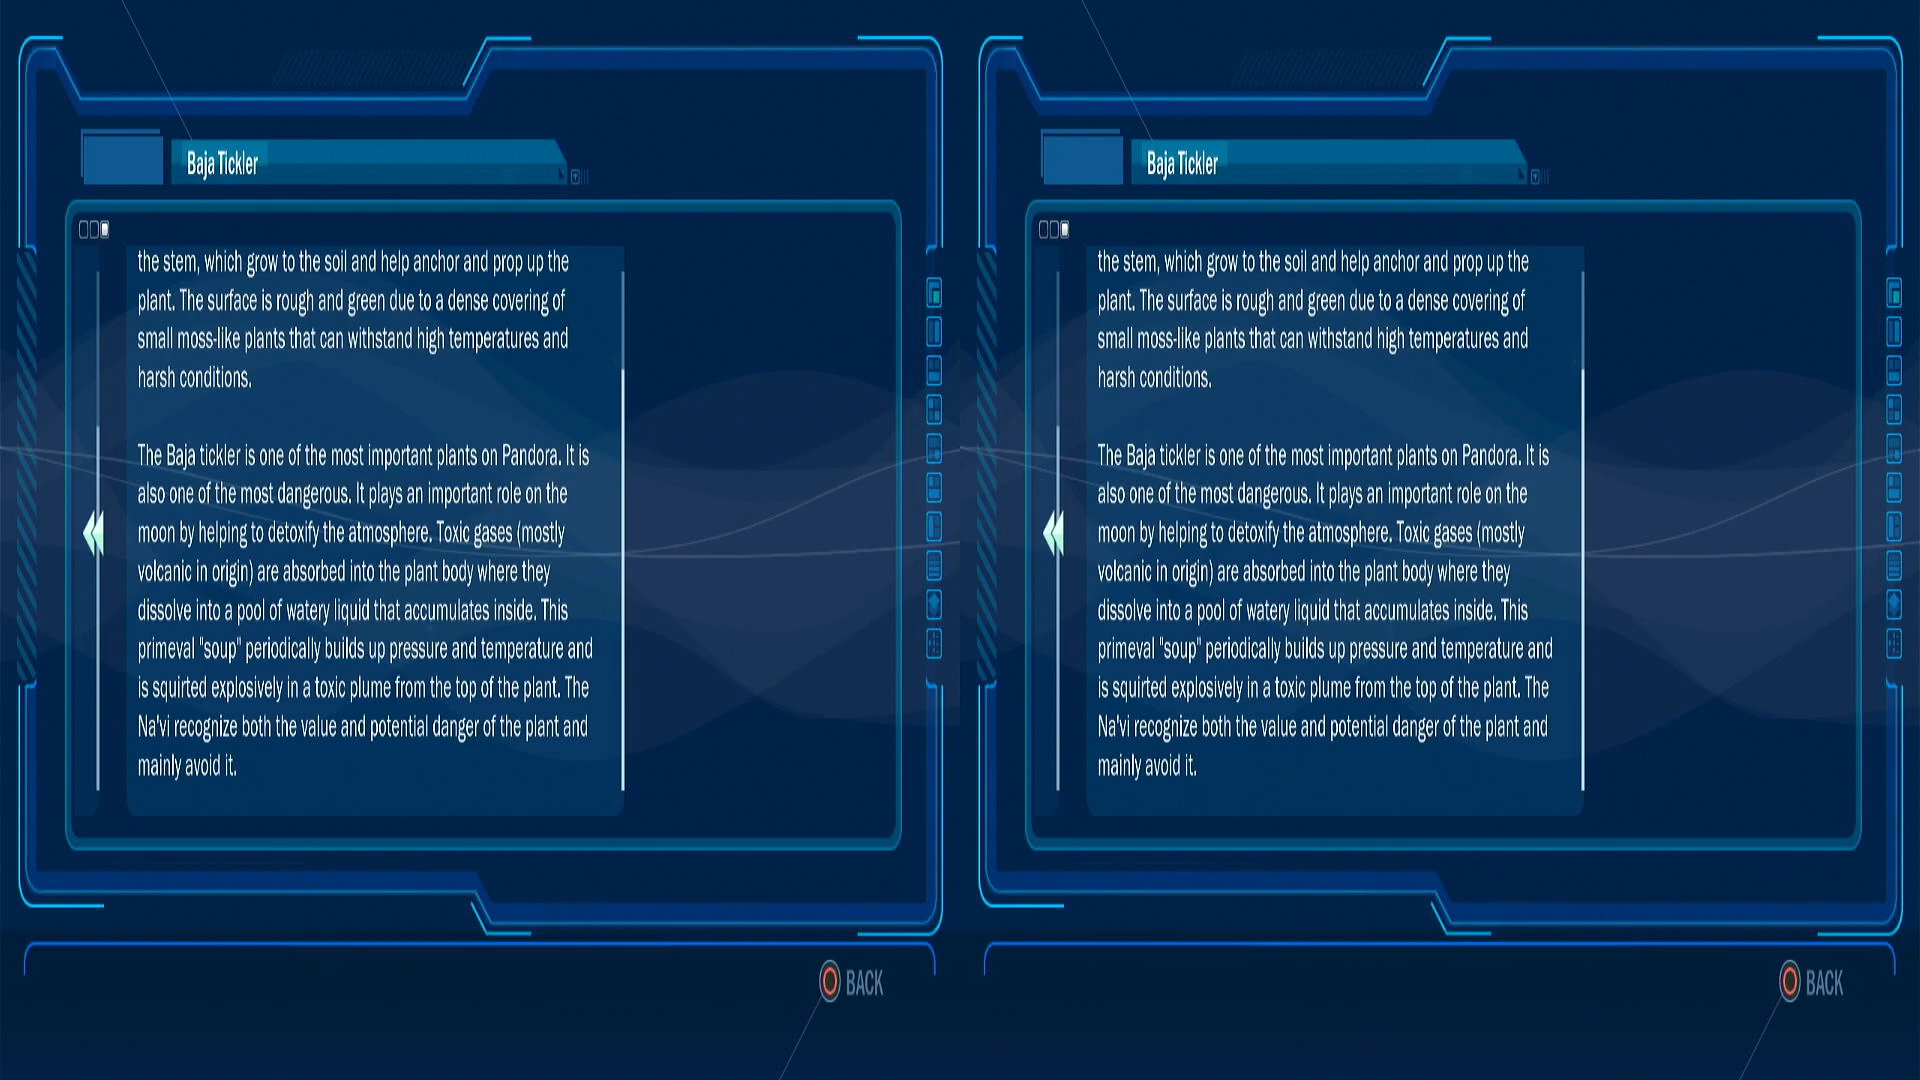 Baja Tickler
the stem, which grow to the soil and help anchor and prop up the
plant. The surface is rough and green due to a dense covering of
small moss-like plants that can withstand high temperatures and
harsh conditions.
The Baja tickler is one of the most important plants on Pandora. It is
also one of the most dangerous. It plays an important role on the
moon by helping to detoxify the atmosphere. Toxic gases (mostly
volcanic in origin) are absorbed into the plant body where they
dissolve into a pool of watery liquid that accumulates inside. This
primeval "soup" periodically builds up pressure and temperature and
is squirted explosively in a toxic plume from the top of the plant. The
Na'vi recognize both the value and potential danger of the plant and
mainly avoid it.
BACK
Baja Tickler
the stem, which grow to the soil and help anchor and prop up the
plant. The surface is rough and green due to a dense covering of
small moss-like plants that can withstand high temperatures and
harsh conditions.
The Baja tickler is one of the most important plants on Pandora. It is
also one of the most dangerous. It plays an important role on the
moon by helping to detoxify the atmosphere. Toxic gases (mostly
volcanic in origin) are absorbed into the plant body where they
dissolve into a pool of watery liquid that accumulates inside. This
primeval "soup" periodically builds up pressure and temperature and
is squirted explosively in a toxic plume from the top of the plant. The
Na'vi recognize both the value and potential danger of the plant and
mainly avoid it.
BACK